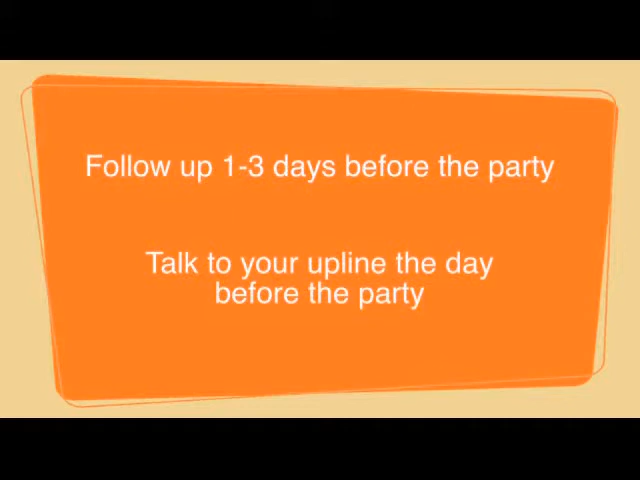 Follow up 1-3 days before the party
Talk to your upline the day
before the party